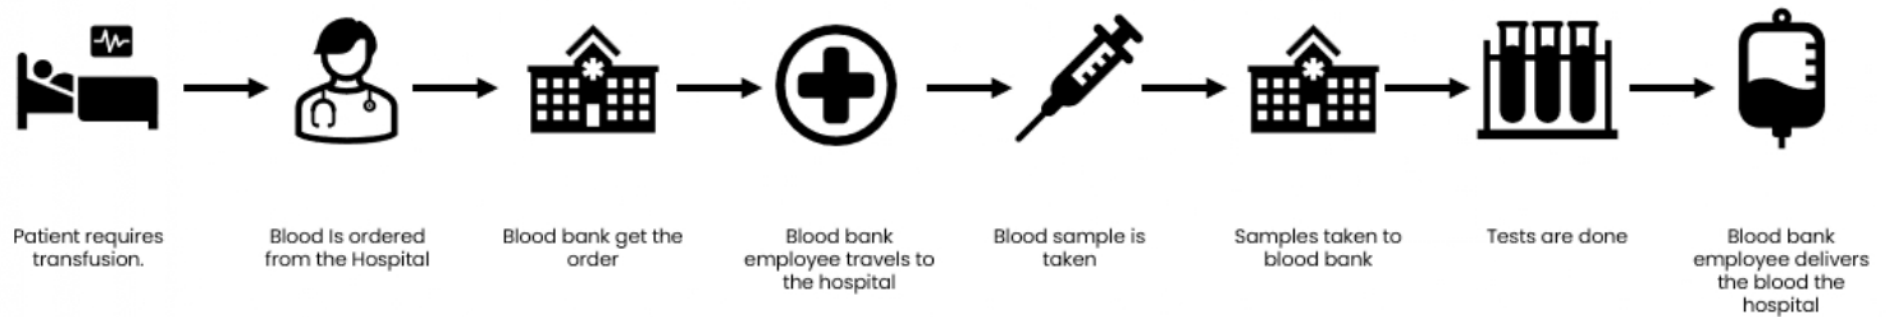 Patient requires
transfusion.
Blood Is ordered
from the Hospital
Blood bank get the
order
Blood bank
employee travels to
the hospital
Blood sample is
taken
Samples taken to
blood bank
Tests are done
Blood bank
employee delivers
the blood the
hospital